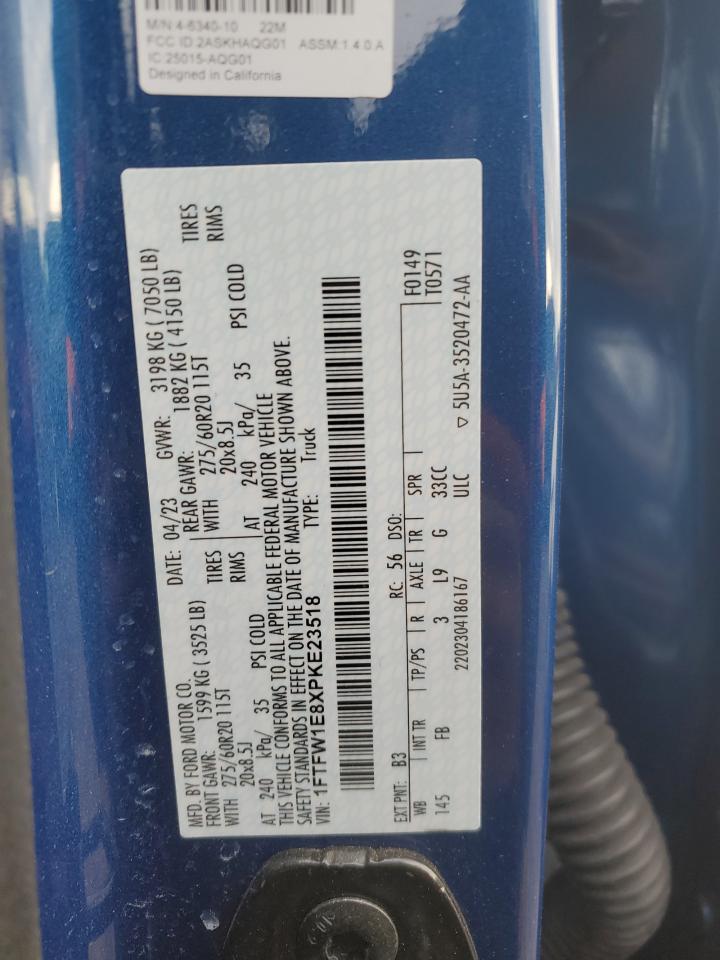 M/N:4-6340-10 22M
FCC ID:2ASKHAQG01 ASSM:1.4.0.A
IC:25015-AQG01
Designed in California
MFD. BY FORD MOTOR CO. DATE: 04/23 GVWR: 3198 KG ( 7050 LB)
FRONT GAWR: 1599 KG ( 3525 LB) REAR GAWR: 1882 KG ( 4150 LB)
WITH 275/60R20 115T TIRES WITH 275/60R20 115T TIRES
20x8.5J RIMS 20x8.5J RIMS
AT 240 kPa/ 35 PSI COLD AT 240 kPa/ 35 PSI COLD
THIS VEHICLE CONFORMS TO ALL APPLICABLE FEDERAL MOTOR VEHICLE
SAFETY STANDARDS IN EFFECT ON THE DATE OF MANUFACTURE SHOWN ABOVE.
VIN: 1FTFW1E8XPKE23518 TYPE: Truck
F0149
EXT PNT: B3 RC: 56 DSO: T0571
WB INT TR TP/PS R AXLE TR SPR
145 FB 3 L9 G 33CC
2202304186167 ULC ▽ 5U5A-3520472-AA